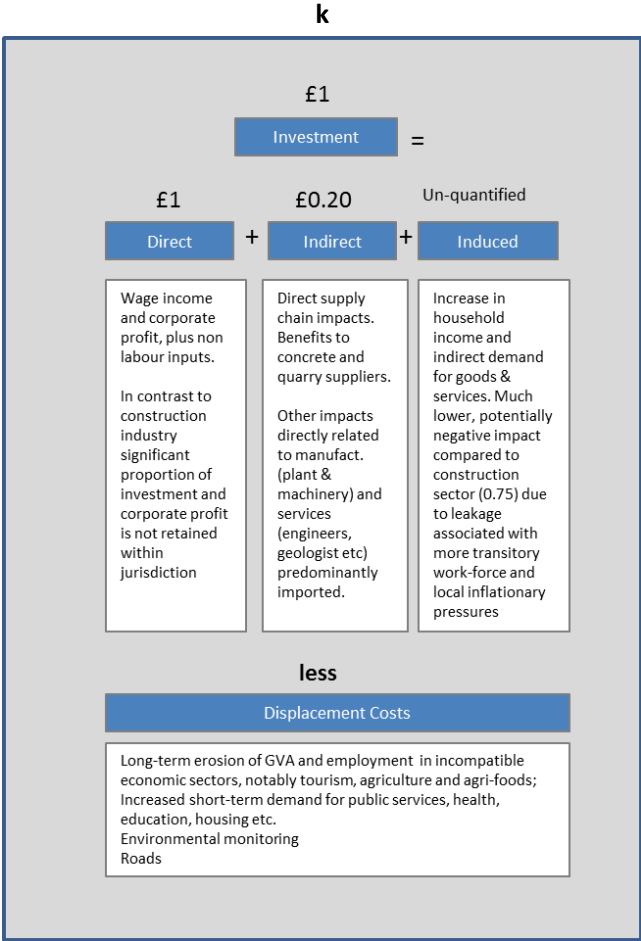 k
£1
Investment =
£1 £0.20 Un-quantified
Direct + Indirect + Induced
Wage income
and corporate
profit, plus non
labour inputs.
In contrast to
construction
industry
significant
proportion of
investment and
corporate profit
is not retained
within
jurisdiction
Direct supply
chain impacts.
Benefits to
concrete and
quarry suppliers.
Other impacts
directly related
to manufact.
(plant &
machinery) and
services
(engineers,
geologist etc)
predominantly
imported.
Increase in
household
income and
indirect demand
for goods &
services. Much
lower, potentially
negative impact
compared to
construction
sector (0.75) due
to leakage
associated with
more transitory
work-force and
local inflationary
pressures
less
Displacement Costs
Long-term erosion of GVA and employment in incompatible
economic sectors, notably tourism, agriculture and agri-foods;
Increased short-term demand for public services, health,
education, housing etc.
Environmental monitoring
Roads